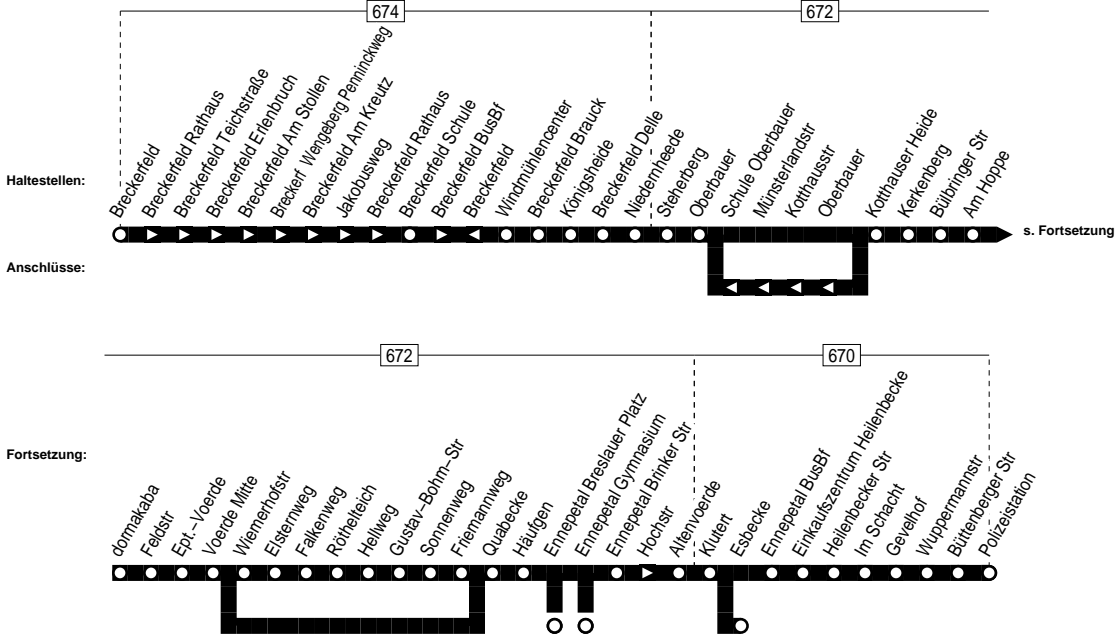 674
672
Haltestellen:
Breckerfeld
Breckerfeld Rathaus
Breckerfeld Teichstraße
Breckerfeld Erlenbruch
Breckerfeld Am Stollen
Breckerf Wengeberg Penninckweg
Breckerfeld Am Kreutz
Jakobusweg
Breckerfeld Rathaus
Breckerfeld Schule
Breckerfeld BusBf
Breckerfeld
Windmühlencenter
Breckerfeld Brauck
Königsheide
Breckerfeld Delle
Niedernheede
Steherberg
Oberbauer
Schule Oberbauer
Münsterlandstr
Kotthausstr
Oberbauer
Kotthauser Heide
Kerkenberg
Bülbringer Str
Am Hoppe
s. Fortsetzung
Anschlüsse:
672
670
Fortsetzung:
dormakaba
Feldstr
Ept.-Voerde
Voerde Mitte
Wiemerhofstr
Elsternweg
Falkenweg
Röthelteich
Hellweg
Gustav-Bohm-Str
Sonnenweg
Friemannweg
Quabecke
Häufgen
Ennepetal Breslauer Platz
Ennepetal Gymnasium
Ennepetal Brinker Str
Hochstr
Altenvoerde
Klutert
Esbecke
Ennepetal BusBf
Einkaufszentrum Heilenbecke
Heilenbecker Str
Im Schacht
Gevelhof
Wuppermannstr
Büttenberger Str
Polizeistation